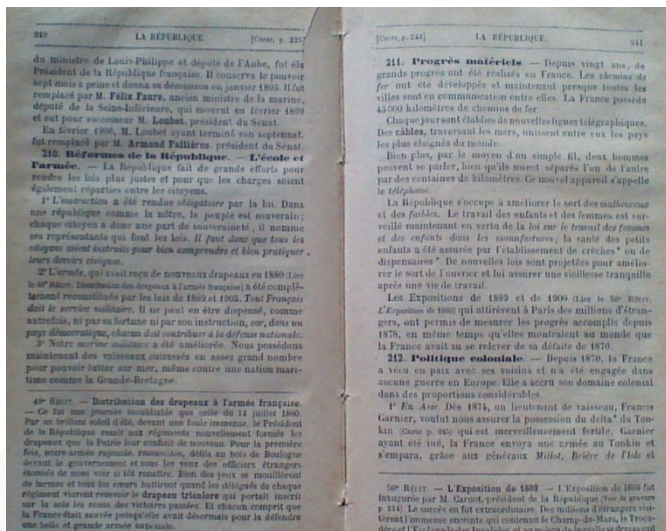 240 LA RÉPUBLIQUE [Carte, p. 225]
du ministre de Louis-Philippe et député de l'Aube, fut élu
Président de la République française. Il conserva le pouvoir
sept mois à peine et donna sa démission en janvier 1895. Il fut
remplacé par M. Félix Faure, ancien ministre de la marine,
député de la Seine-Inférieure, qui mourut en février 1899
et eut pour successeur M. Loubet, président du Sénat.
En février 1906, M. Loubet ayant terminé son septennat,
fut remplacé par M. Armand Fallières, président du Sénat.
210. Réformes de la République. — L'école et
l'armée. — La République fait de grands efforts pour
rendre les lois plus justes et pour que les charges soient
également réparties entre les citoyens.
1° L'instruction a été rendue obligatoire par la loi. Dans
une république comme la nôtre, le peuple est souverain;
chaque citoyen a donc une part de souveraineté, il nomme
ses représentants qui font les lois. Il faut donc que tous les
citoyens soient instruits pour bien comprendre et bien pratiquer
leurs devoirs civiques.
2° L'armée, qui avait reçu de nouveaux drapeaux en 1880 (Lire
le 49e Récit. Distribution des drapeaux à l'armée française) a été complè-
tement reconstituée par les lois de 1889 et 1905. Tout Français
doit le service militaire. Il ne peut en être dispensé, comme
autrefois, ni par sa fortune ni par son instruction, car, dans un
pays démocratique, chacun doit contribuer à la défense nationale.
3° Notre marine militaire a été améliorée. Nous possédons
maintenant des vaisseaux cuirassés en assez grand nombre
pour pouvoir lutter sur mer, même contre une nation mari-
time comme la Grande-Bretagne.
49e Récit. — Distribution des drapeaux à l'armée française.
— Ce fut une journée inoubliable que celle du 14 juillet 1880.
Par un brillant soleil d'été, devant une foule immense, le Président
de la République remit aux régiments nouvellement formés les
drapeaux que la Patrie leur confiait de nouveau. Pour la première
fois, notre armée rajeunie, ressuscitée, défila au bois de Boulogne
devant le gouvernement et sous les yeux des officiers étrangers
étonnés de nous voir si tôt renaître. Bien des yeux se mouillèrent
de larmes et tous les cœurs battirent quand les délégués de chaque
régiment vinrent recevoir le drapeau tricolore qui portait inscrit
sur la soie les noms des victoires passées. Et chacun comprit que
la France était sauvée puisqu'elle avait désormais pour la défendre
une belle et grande armée nationale.
[Carte, p. 244] LA RÉPUBLIQUE 241
211. Progrès matériels — Depuis vingt ans, de
grands progrès ont été réalisés en France. Les chemins de
fer ont été développés et maintenant presque toutes les
villes sont en communication entre elles. La France possède
45000 kilomètres de chemins de fer.
Chaque jour sont établies de nouvelles lignes télégraphiques.
Des câbles, traversant les mers, unissent entre eux les pays
les plus éloignés du monde.
Bien plus, par le moyen d'un simple fil, deux hommes
peuvent se parler, bien qu'ils soient séparés l'un de l'autre
par des centaines de kilomètres. Ce nouvel appareil s'appelle
le téléphone.
La République s'occupe à améliorer le sort des malheureux
et des faibles. Le travail des enfants et des femmes est sur-
veillé maintenant en vertu de la loi sur le travail des femmes
et des enfants dans les manufactures; la santé des petits
enfants a été assurée par l'établissement de crèches° ou de
dispensaires°. De nouvelles lois sont projetées pour amélio-
rer le sort de l'ouvrier et lui assurer une vieillesse tranquille
après une vie de travail.
Les Expositions de 1889 et de 1900 (Lire le 50e Récit.
L'Exposition de 1889) qui attirèrent à Paris des millions d'étran-
gers, ont permis de mesurer les progrès accomplis depuis
1878, en même temps qu'elles montraient au monde que
la France avait su se relever de sa défaite de 1870.
212. Politique coloniale. — Depuis 1870, la France
a vécu en paix avec ses voisins et n'a été engagée dans
aucune guerre en Europe. Elle a accru son domaine colonial
dans des proportions considérables.
1° En Asie. Dès 1874, un lieutenant de vaisseau, Francis
Garnier, voulut nous assurer la possession du delta° du Ton-
kin (Carte p. 245) qui est merveilleusement fertile. Garnier
ayant été tué, la France envoya une armée au Tonkin et
s'empara, grâce aux généraux Millot, Brière de l'Isle et
50e Récit. — L'Exposition de 1889. — L'Exposition de 1889 fut
inaugurée par M. Carnot, président de la République (Voir la gravure
p 234) Le succès en fut extraordinaire. Des millions d'étrangers vin-
virent l'immense enceinte qui contenait le Champ-de-Mars, le Troca-
déro et l'Esplanade des Invalides et au milieu de laquelle se dressait